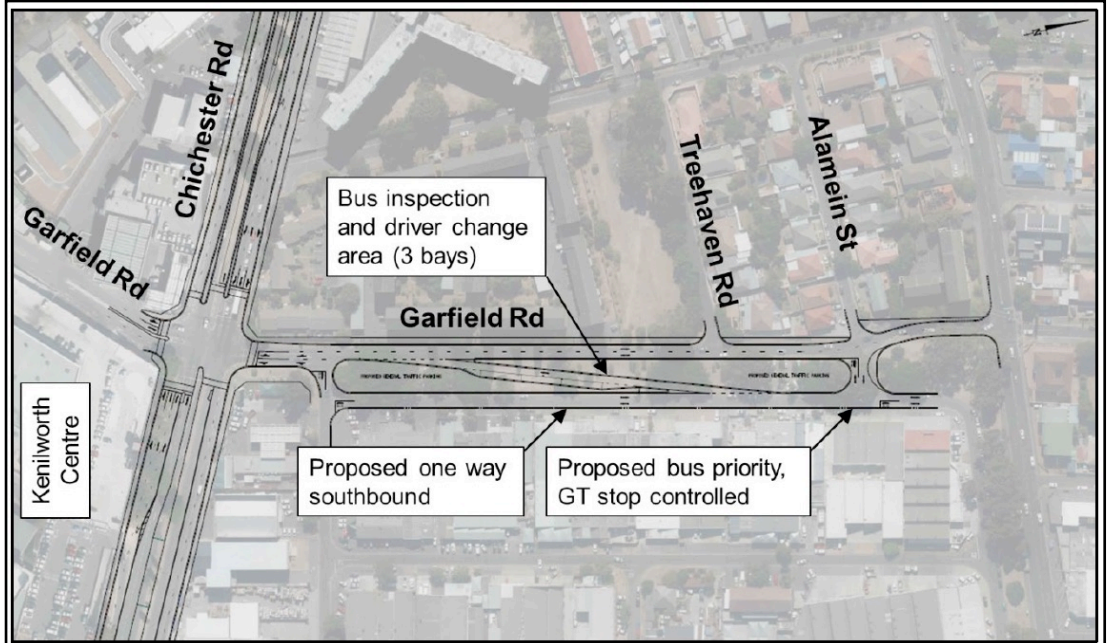 Chichester Rd
Garfield Rd
Kenilworth
Centre
Bus inspection
and driver change
area (3 bays)
Garfield Rd
Treehaven Rd
Alamein St
Proposed one way
southbound
Proposed bus priority,
GT stop controlled